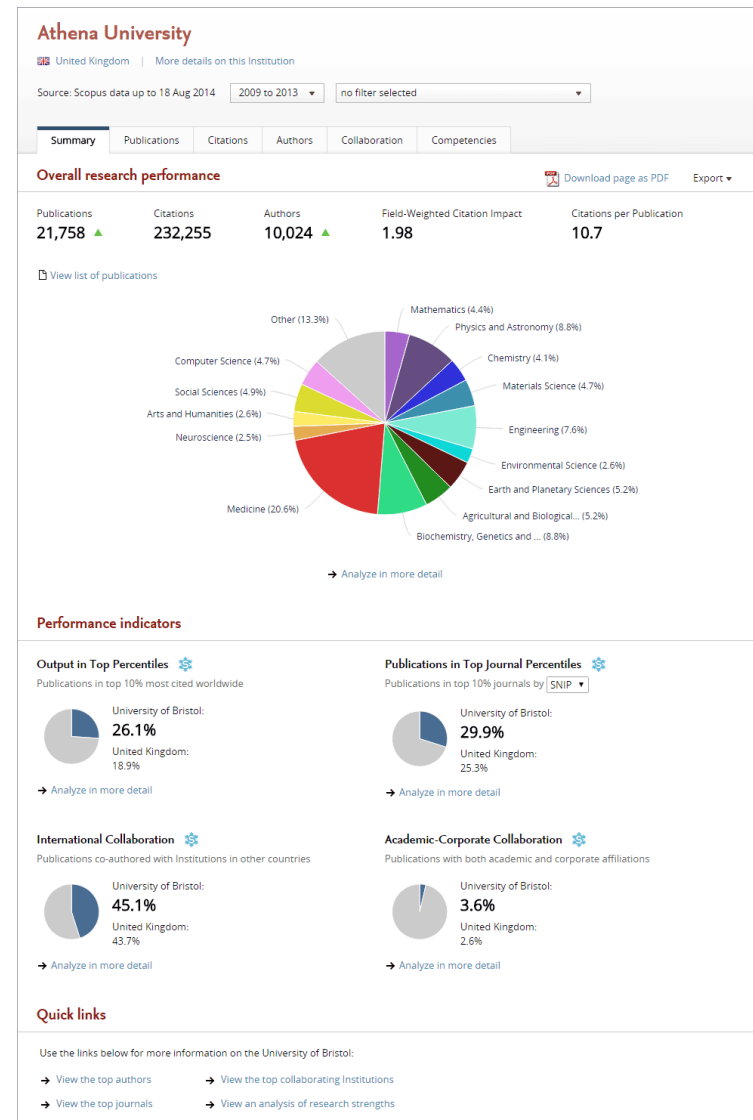 Athena University
United Kingdom | More details on this Institution
Source: Scopus data up to 18 Aug 2014 2009 to 2013 no filter selected
Summary Publications Citations Authors Collaboration Competencies
Overall research performance PDF Download page as PDF Export
Publications Citations Authors Field-Weighted Citation Impact Citations per Publication
21,758 232,255 10,024 1.98 10.7
View list of publications
Mathematics (4.4%)
Other (13.3%)
Physics and Astronomy (8.8%)
Computer Science (4.7%)
Chemistry (4.1%)
Social Sciences (4.9%)
Materials Science (4.7%)
Arts and Humanities (2.6%)
Engineering (7.6%)
Neuroscience (2.5%)
Environmental Science (2.6%)
Earth and Planetary Sciences (5.2%)
Medicine (20.6%)
Agricultural and Biological... (5.2%)
Biochemistry, Genetics and ... (8.8%)
Analyze in more detail
Performance indicators
Output in Top Percentiles
Publications in top 10% most cited worldwide
University of Bristol:
26.1%
United Kingdom:
18.9%
Analyze in more detail
Publications in Top Journal Percentiles
Publications in top 10% journals by SNIP
University of Bristol:
29.9%
United Kingdom:
25.3%
Analyze in more detail
International Collaboration
Publications co-authored with Institutions in other countries
University of Bristol:
45.1%
United Kingdom:
43.7%
Analyze in more detail
Academic-Corporate Collaboration
Publications with both academic and corporate affiliations
University of Bristol:
3.6%
United Kingdom:
2.6%
Analyze in more detail
Quick links
Use the links below for more information on the University of Bristol:
View the top authors View the top collaborating Institutions
View the top journals View an analysis of research strengths